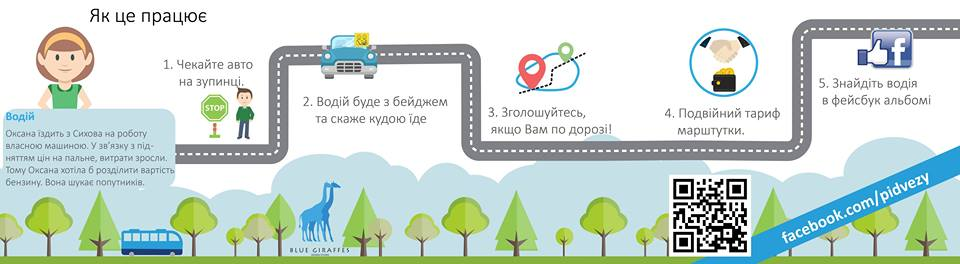 Як це працює
Водій
Оксана їздить з Сихова на роботу
власною машиною. У зв'язку з під-
няттям цін на пальне, витрати зросли.
Тому Оксана хотіла б розділити вартість
бензину. Вона шукає попутників.
1. Чекайте авто
на зупинці.
STOP
2. Водій буде з бейджем
та скаже кудою їде
3. Зголошуйтесь,
якщо Вам по дорозі!
4. Подвійний тариф
марштутки.
5. Знайдіть водія
в фейсбук альбомі
f
BLUE GIRAFFES
facebook.com/pidvezy